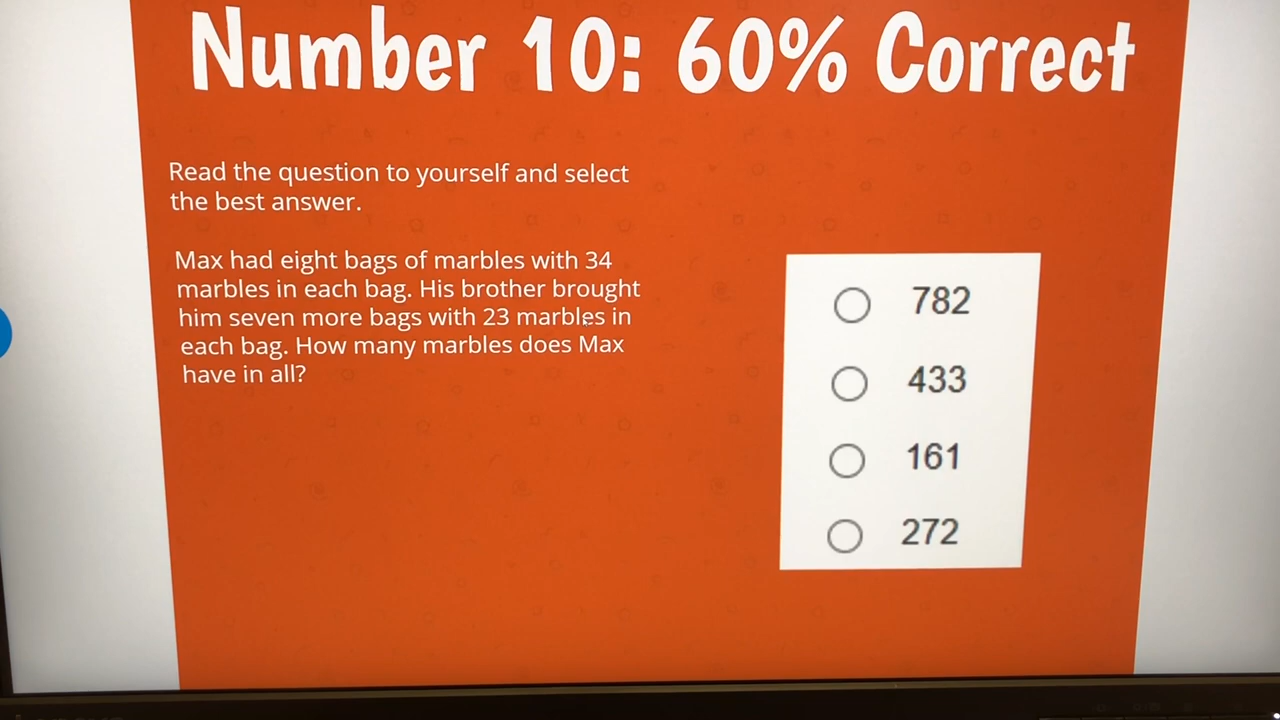 Number 10: 60% Correct
Read the question to yourself and select
the best answer.
Max had eight bags of marbles with 34
marbles in each bag. His brother brought
him seven more bags with 23 marbles in
each bag. How many marbles does Max
have in all?
782
433
161
272